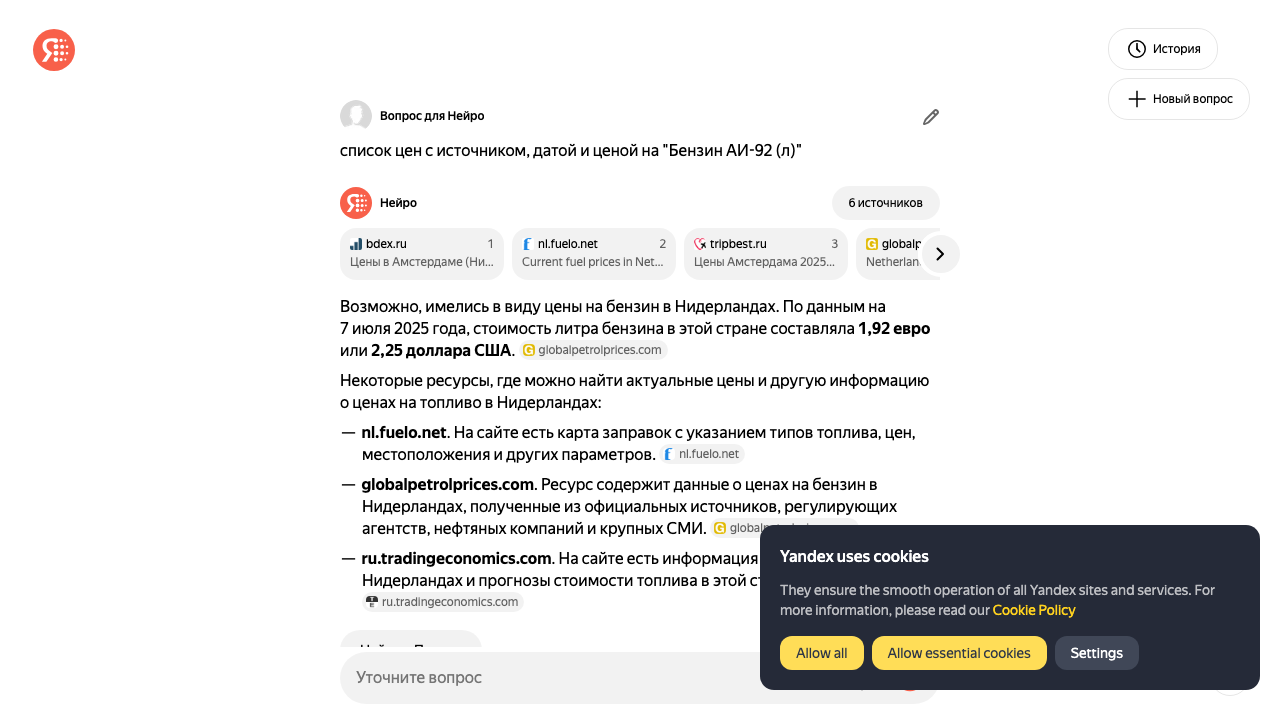 История
Новый вопрос
Вопрос для Нейро
список цен с источником, датой и ценой на "Бензин АИ-92 (л)"
Нейро
6 источников
bdex.ru 1
Цены в Амстердаме (Ни...
nl.fuelo.net 2
Current fuel prices in Net...
tripbest.ru 3
Цены Амстердама 2025...
globalp
Netherlan
Возможно, имелись в виду цены на бензин в Нидерландах. По данным на
7 июля 2025 года, стоимость литра бензина в этой стране составляла 1,92 евро
или 2,25 доллара США. globalpetrolprices.com
Некоторые ресурсы, где можно найти актуальные цены и другую информацию
о ценах на топливо в Нидерландах:
— nl.fuelo.net. На сайте есть карта заправок с указанием типов топлива, цен,
местоположения и других параметров. nl.fuelo.net
— globalpetrolprices.com. Ресурс содержит данные о ценах на бензин в
Нидерландах, полученные из официальных источников, регулирующих
агентств, нефтяных компаний и крупных СМИ.
— ru.tradingeconomics.com. На сайте есть информация
Нидерландах и прогнозы стоимости топлива в этой
ru.tradingeconomics.com
Уточните вопрос
Yandex uses cookies
They ensure the smooth operation of all Yandex sites and services. For
more information, please read our Cookie Policy
Allow all
Allow essential cookies
Settings